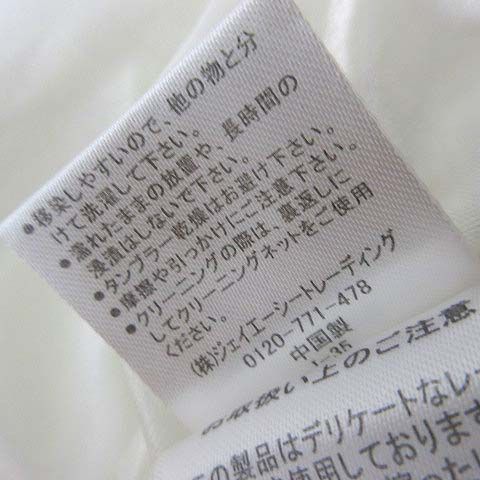 ●移染しやすいので、他の物と分
けて洗濯して下さい。
●濡れたままの放置や、長時間の
浸漬はしないで下さい。
●タンブラー乾燥はお避け下さい。
●摩擦や引っかけにご注意下さい。
●クリーニングの際は、裏返しに
してクリーニングネットをご使用
ください。
(株)ジェイエーシートレーディング
0120-771-478
中国製
お取扱い上のご注意
の製品はデリケートなレー
使用しております